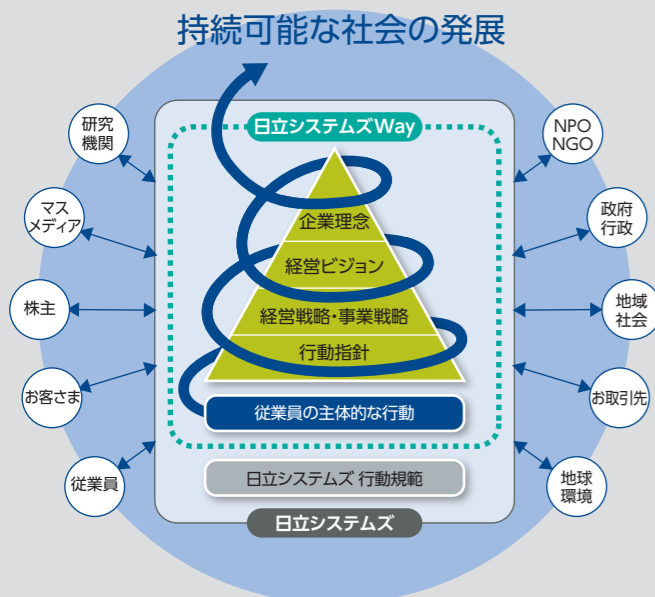 持続可能な社会の発展
日立システムズWay
研究
機関
マス
メディア
株主
お客さま
従業員
企業理念
経営ビジョン
経営戦略・事業戦略
行動指針
従業員の主体的な行動
日立システムズ 行動規範
日立システムズ
NPO
NGO
政府
行政
地域
社会
お取引先
地球
環境